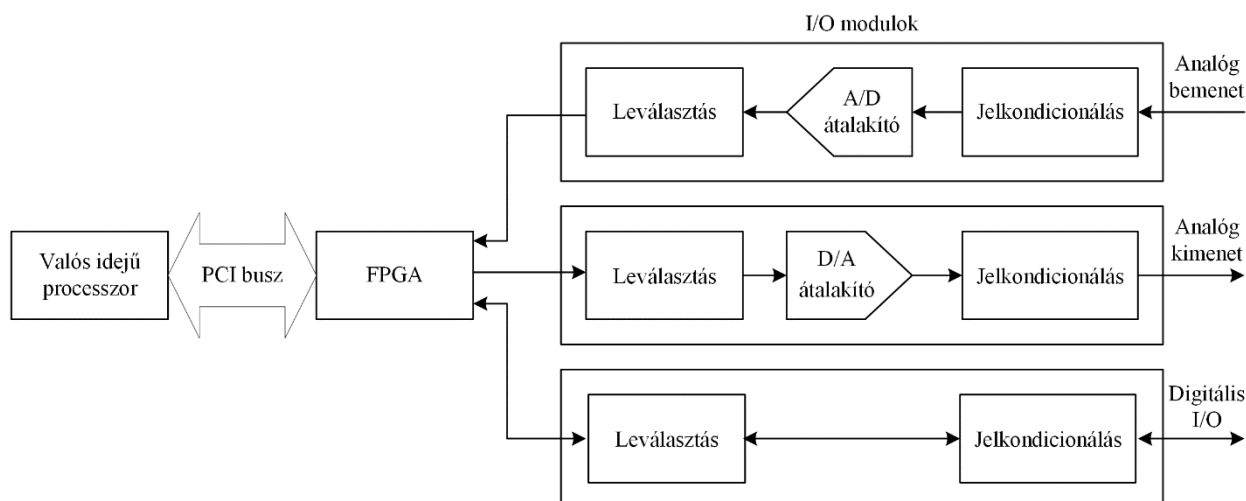 I/O modulok
Leválasztás
A/D
átalakító
Jelkondicionálás
Analóg
bemenet
Valós idejű
processzor
PCI busz
FPGA
Leválasztás
D/A
átalakító
Jelkondicionálás
Analóg
kimenet
Leválasztás
Jelkondicionálás
Digitális
I/O